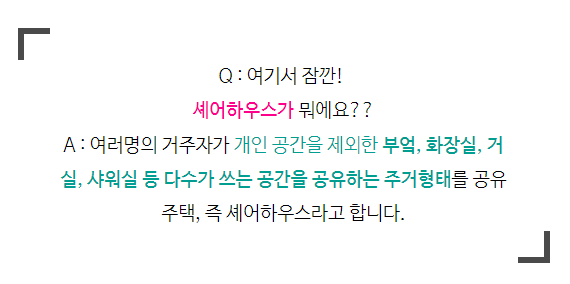 Q : 여기서 잠깐!
셰어하우스가 뭐에요??
A : 여러명의 거주자가 개인 공간을 제외한 부엌, 화장실, 거
실, 샤워실 등 다수가 쓰는 공간을 공유하는 주거형태를 공유
주택, 즉 셰어하우스라고 합니다.